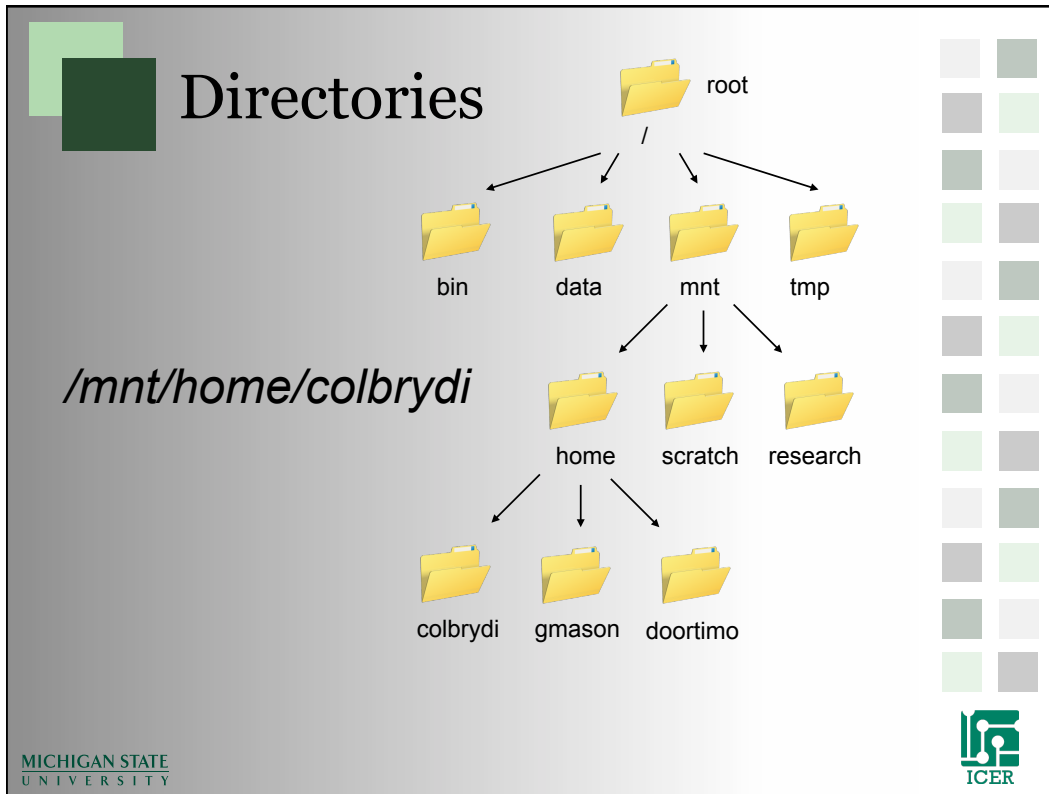 Directories
root
/
bin data mnt tmp
/mnt/home/colbrydi
home scratch research
colbrydi gmason doortimo
MICHIGAN STATE
UNIVERSITY
ICER